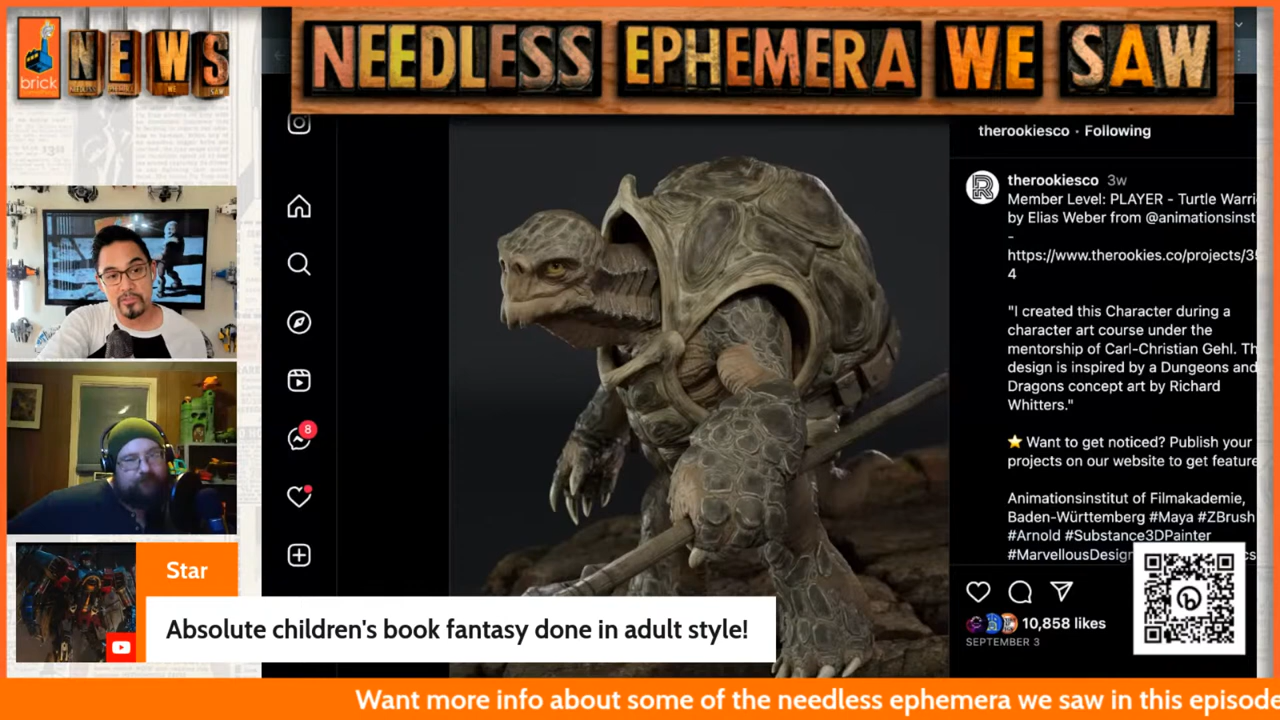 brick
NEWS
NEEDLESS EPHEMERA WE SAW
therookiesco • Following
therookiesco 3w
Member Level: PLAYER - Turtle Warri
by Elias Weber from @animationsinst
-
https://www.therookies.co/projects/3
4
"I created this Character during a
character art course under the
mentorship of Carl-Christian Gehl. Th
design is inspired by a Dungeons and
Dragons concept art by Richard
Whitters."
⭐ Want to get noticed? Publish your
projects on our website to get feature
Animationsinstitut of Filmakademie,
Baden-Württemberg #Maya #ZBrush
#Arnold #Substance3DPainter
#MarvellousDesig
8
10,858 likes
SEPTEMBER 3
Star
Absolute children's book fantasy done in adult style!
Want more info about some of the needless ephemera we saw in this episode